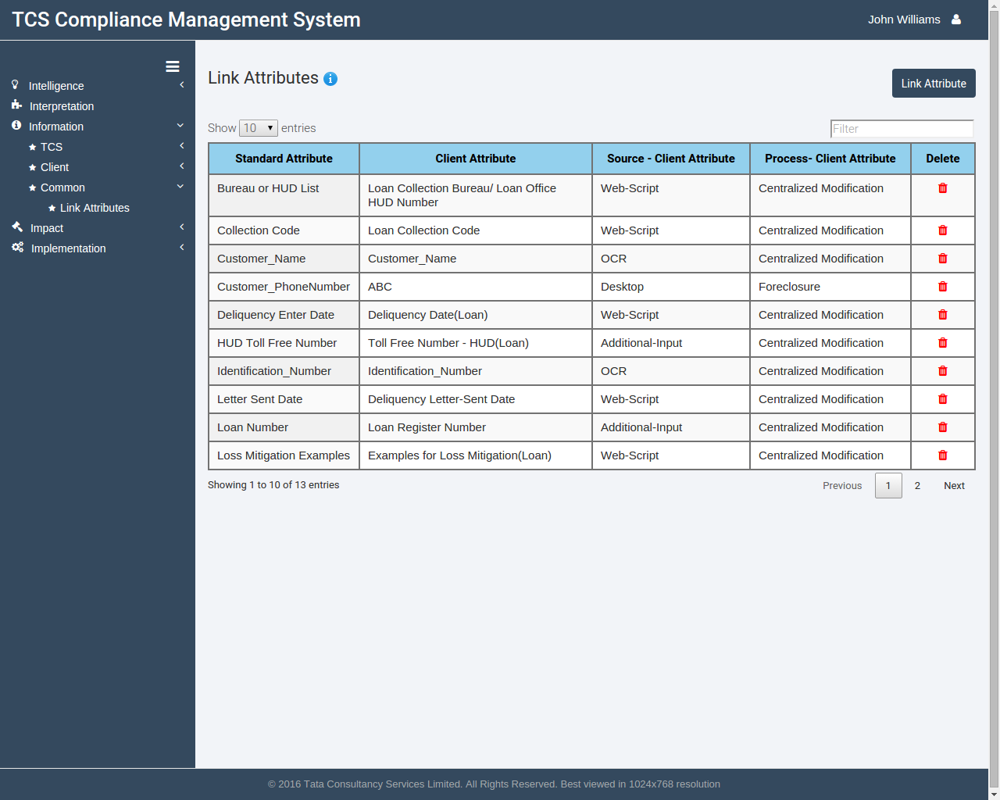 TCS Compliance Management System
John Williams
Intelligence
Interpretation
Information
TCS
Client
Common
Link Attributes
Impact
Implementation
Link Attributes
Link Attribute
Show 10 entries
Filter
Standard Attribute Client Attribute Source - Client Attribute Process- Client Attribute Delete
Bureau or HUD List Loan Collection Bureau/ Loan Office Web-Script Centralized Modification
HUD Number
Collection Code Loan Collection Code Web-Script Centralized Modification
Customer_Name Customer_Name OCR Centralized Modification
Customer_PhoneNumber ABC Desktop Foreclosure
Deliquency Enter Date Deliquency Date(Loan) Web-Script Centralized Modification
HUD Toll Free Number Toll Free Number - HUD(Loan) Additional-Input Centralized Modification
Identification_Number Identification_Number OCR Centralized Modification
Letter Sent Date Deliquency Letter-Sent Date Web-Script Centralized Modification
Loan Number Loan Register Number Additional-Input Centralized Modification
Loss Mitigation Examples Examples for Loss Mitigation(Loan) Web-Script Centralized Modification
Showing 1 to 10 of 13 entries
Previous 1 2 Next
© 2016 Tata Consultancy Services Limited. All Rights Reserved. Best viewed in 1024x768 resolution